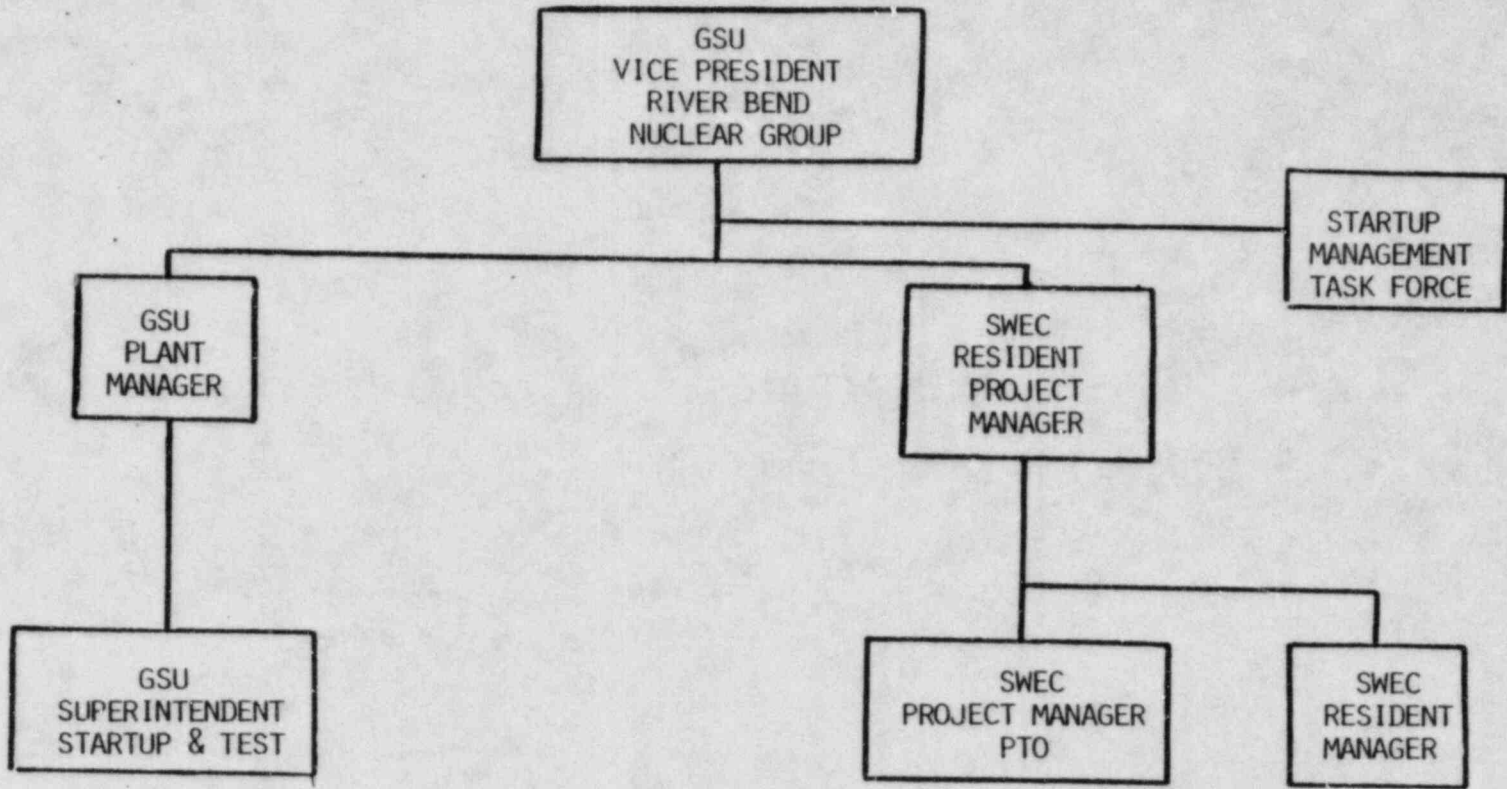 GSU
VICE PRESIDENT
RIVER BEND
NUCLEAR GROUP
STARTUP
MANAGEMENT
TASK FORCE
GSU
PLANT
MANAGER
SWEC
RESIDENT
PROJECT
MANAGER
GSU
SUPERINTENDENT
STARTUP & TEST
SWEC
PROJECT MANAGER
PTO
SWEC
RESIDENT
MANAGER